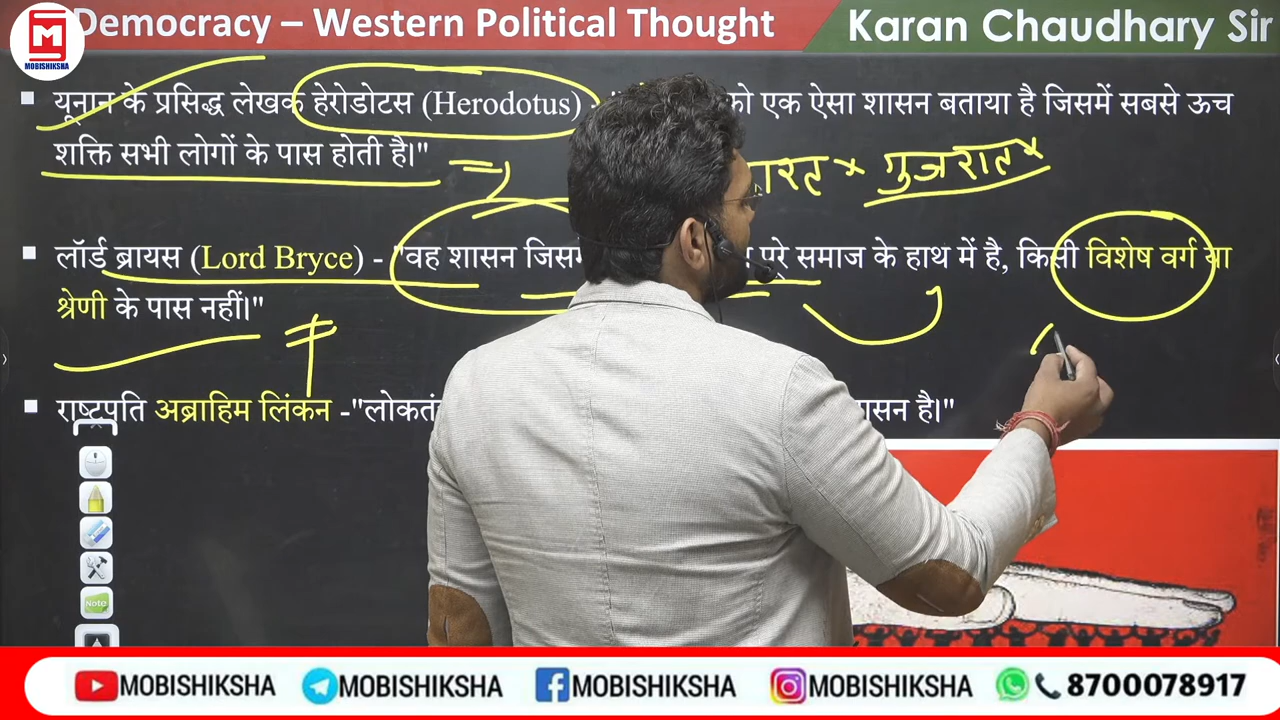 Democracy – Western Political Thought
Karan Chaudhary Sir
MOBISHIKSHA
यूनान के प्रसिद्ध लेखक हेरोडोटस (Herodotus) - को एक ऐसा शासन बताया है जिसमें सबसे ऊच
शक्ति सभी लोगों के पास होती है।"
गुजरात
लॉर्ड ब्रायस (Lord Bryce) - "वह शासन पूरे समाज के हाथ में है, किसी विशेष वर्ग या
श्रेणी के पास नहीं।"
राष्ट्रपति अब्राहिम लिंकन -"लोकतं है।"
Note
MOBISHIKSHA MOBISHIKSHA MOBISHIKSHA MOBISHIKSHA 8700078917